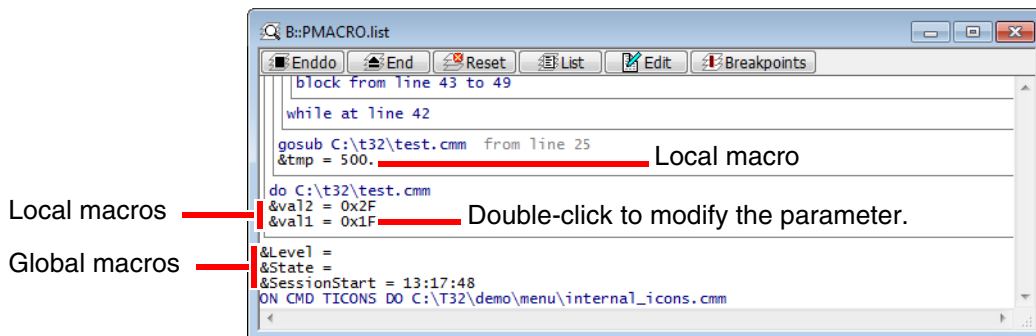 B::PMACRO.list
Enddo End Reset List Edit Breakpoints
block from line 43 to 49
while at line 42
gosub C:\t32\test.cmm from line 25
&tmp = 500. Local macro
do C:\t32\test.cmm
Local macros &val2 = 0x2F
&val1 = 0x1F Double-click to modify the parameter.
&Level =
Global macros &State =
&SessionStart = 13:17:48
ON CMD TICONS DO C:\T32\demo\menu\internal_icons.cmm